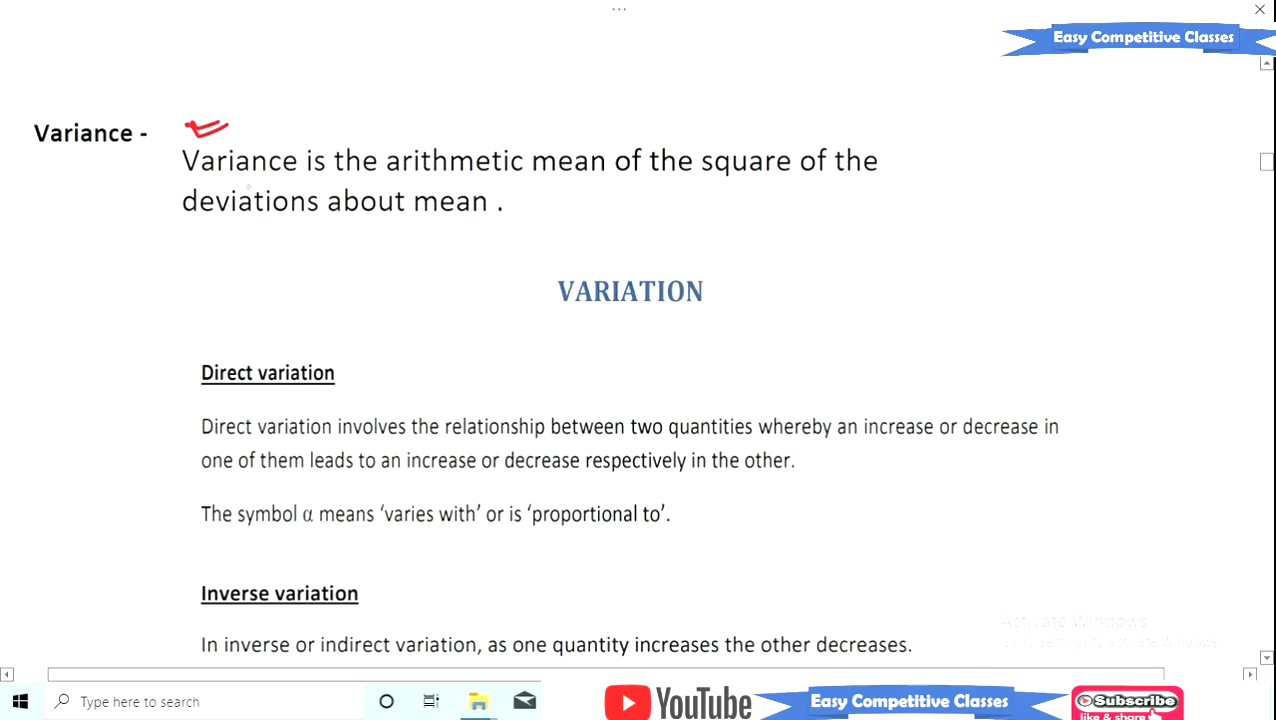 Easy Competitive Classes
Variance -
Variance is the arithmetic mean of the square of the
deviations about mean .
VARIATION
Direct variation
Direct variation involves the relationship between two quantities whereby an increase or decrease in
one of them leads to an increase or decrease respectively in the other.
The symbol α means ‘varies with’ or is ‘proportional to’.
Inverse variation
In inverse or indirect variation, as one quantity increases the other decreases.
Activate Windows
Type here to search
YouTube
Easy Competitive Classes
Subscribe
like & share